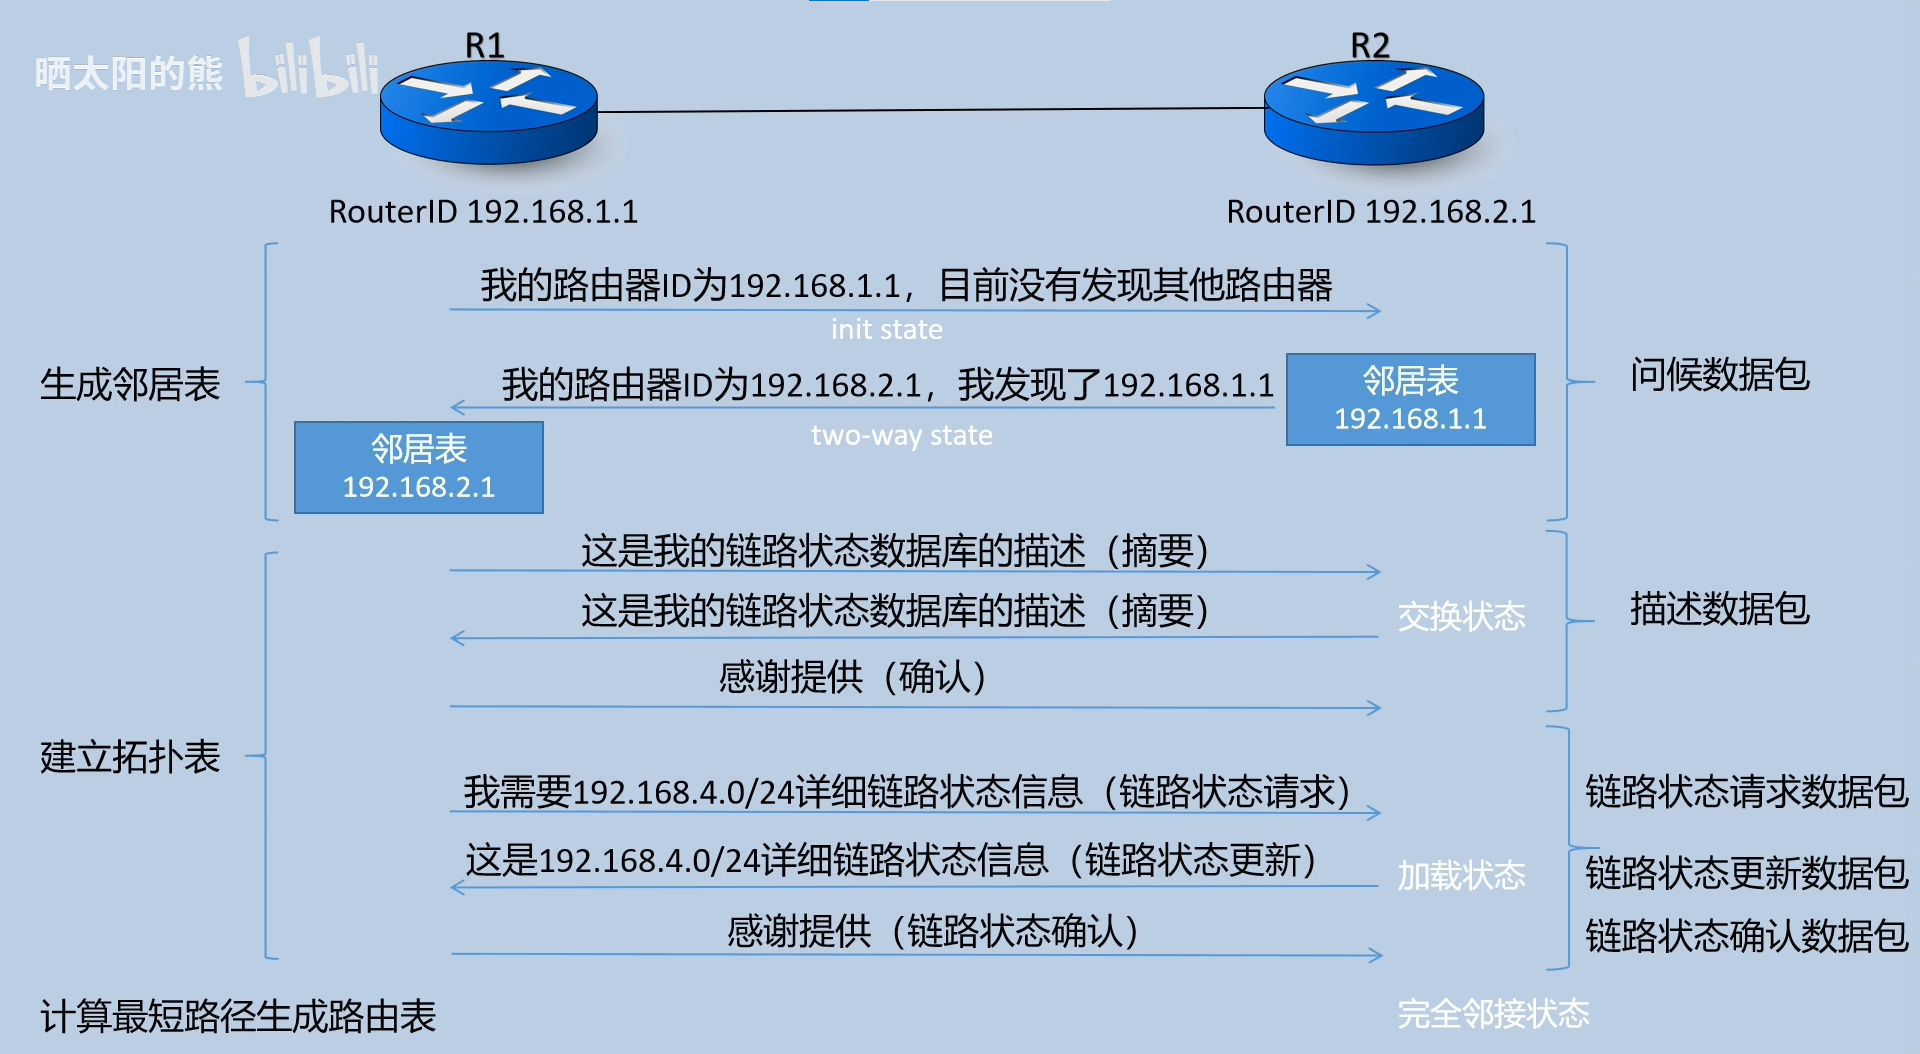 晒太阳的熊 bilibili
R1
R2
RouterID 192.168.1.1
RouterID 192.168.2.1
我的路由器ID为192.168.1.1，目前没有发现其他路由器
init state
生成邻居表
我的路由器ID为192.168.2.1，我发现了192.168.1.1
邻居表
192.168.1.1
问候数据包
two-way state
邻居表
192.168.2.1
这是我的链路状态数据库的描述（摘要）
这是我的链路状态数据库的描述（摘要）
交换状态
描述数据包
感谢提供（确认）
建立拓扑表
我需要192.168.4.0/24详细链路状态信息（链路状态请求）
链路状态请求数据包
这是192.168.4.0/24详细链路状态信息（链路状态更新）
加载状态
链路状态更新数据包
感谢提供（链路状态确认）
链路状态确认数据包
计算最短路径生成路由表
完全邻接状态